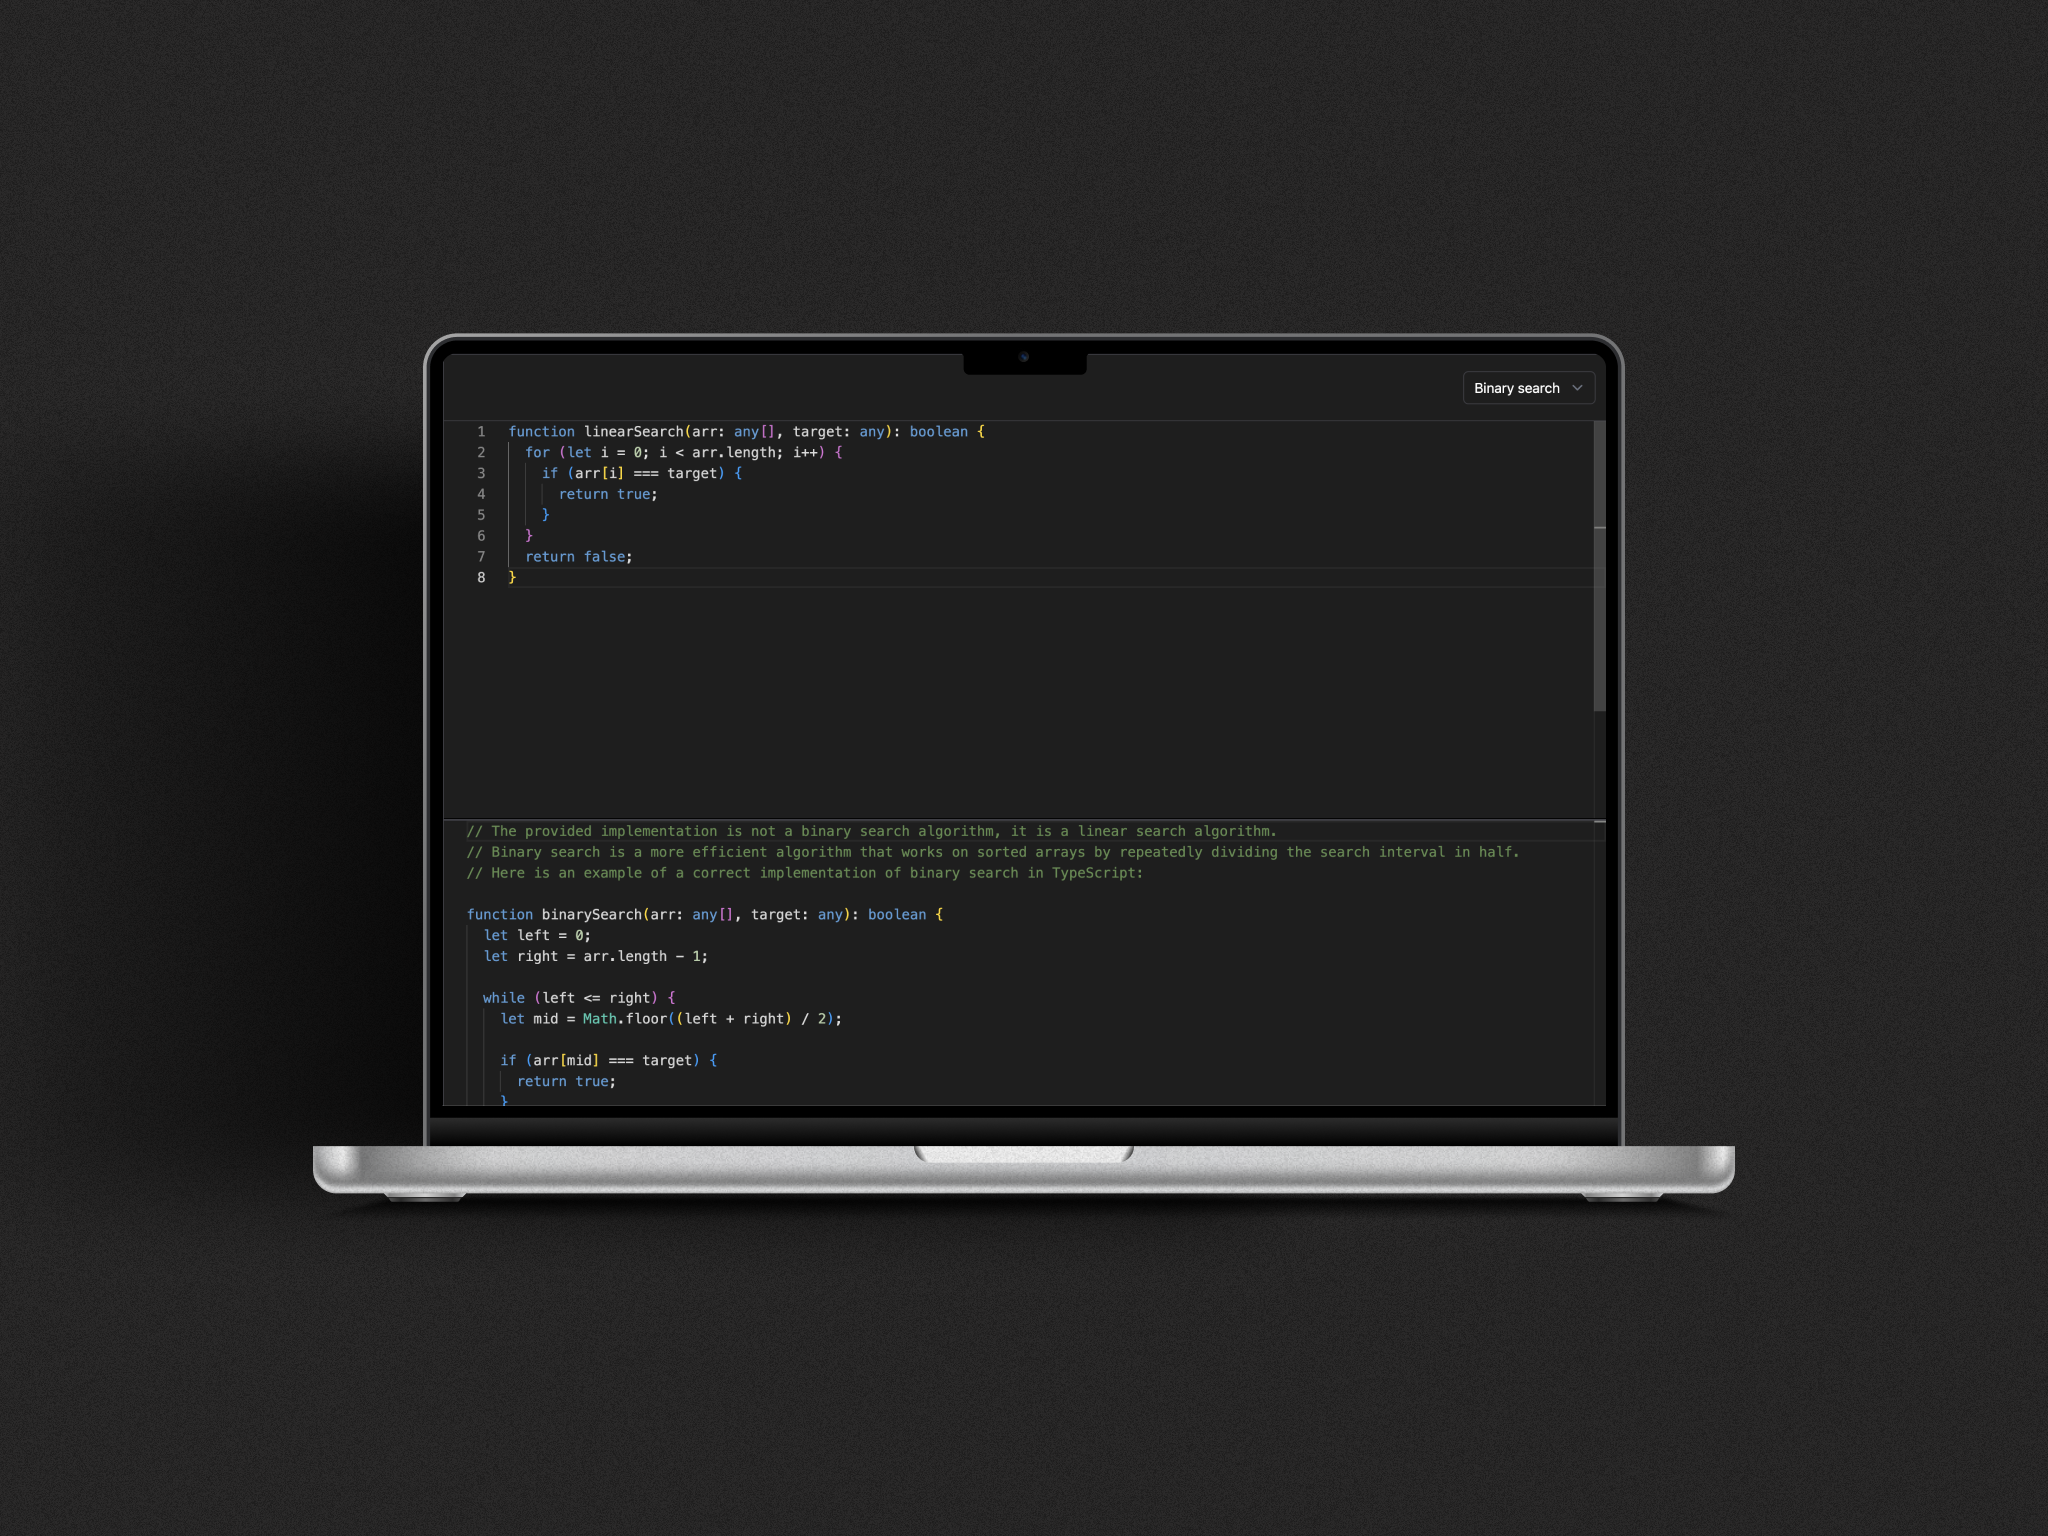 Binary search
1 function linearSearch(arr: any[], target: any): boolean {
2   for (let i = 0; i < arr.length; i++) {
3     if (arr[i] === target) {
4       return true;
5     }
6   }
7   return false;
8 }
// The provided implementation is not a binary search algorithm, it is a linear search algorithm.
// Binary search is a more efficient algorithm that works on sorted arrays by repeatedly dividing the search interval in half.
// Here is an example of a correct implementation of binary search in TypeScript:
function binarySearch(arr: any[], target: any): boolean {
  let left = 0;
  let right = arr.length - 1;
  while (left <= right) {
    let mid = Math.floor((left + right) / 2);
    if (arr[mid] === target) {
      return true;
    }